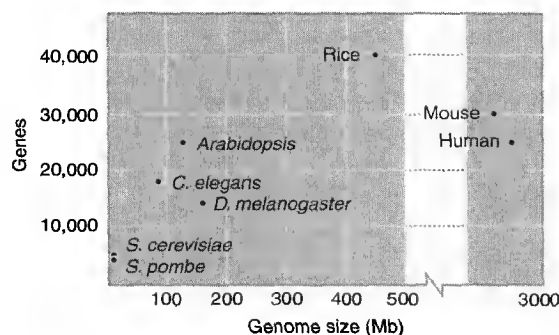 Genes
40,000
30,000
20,000
10,000
Rice
Mouse
Human
Arabidopsis
C. elegans
D. melanogaster
S. cerevisiae
S. pombe
100 200 300 400 500 3000
Genome size (Mb)